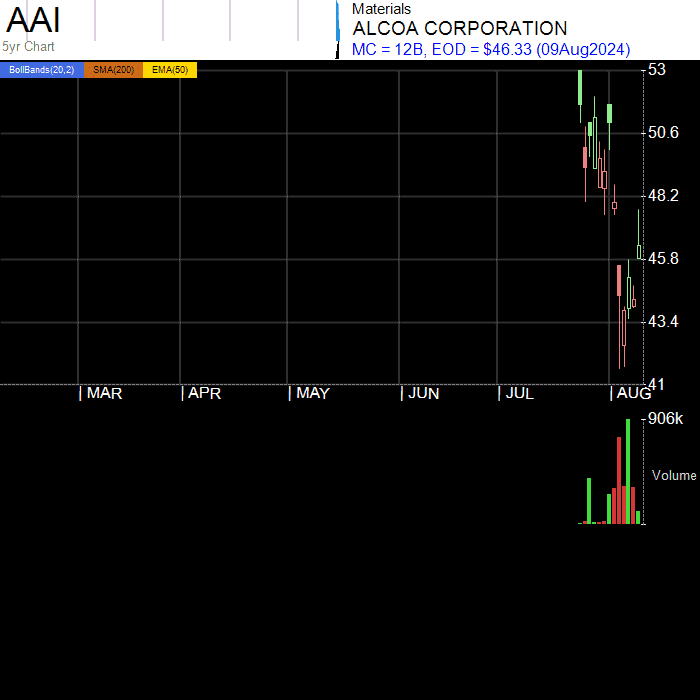 AAI
5yr Chart
Materials
ALCOA CORPORATION
MC = 12B, EOD = $46.33 (09Aug2024)
BollBands(20,2) SMA(200) EMA(50)
53
50.6
48.2
45.8
43.4
41
| MAR | APR | MAY | JUN | JUL | AUG
906k
Volume